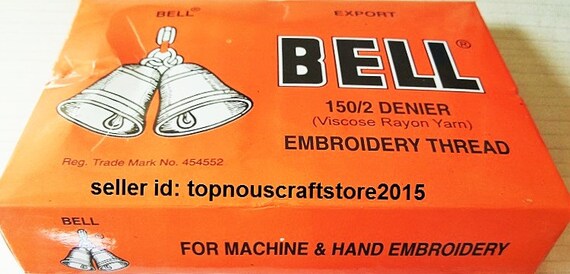 BELL® EXPORT
BELL®
150/2 DENIER
(Viscose Rayon Yarn)
EMBROIDERY THREAD
Reg. Trade Mark No. 454552
seller id: topnouscraftstore2015
BELL
FOR MACHINE & HAND EMBROIDERY